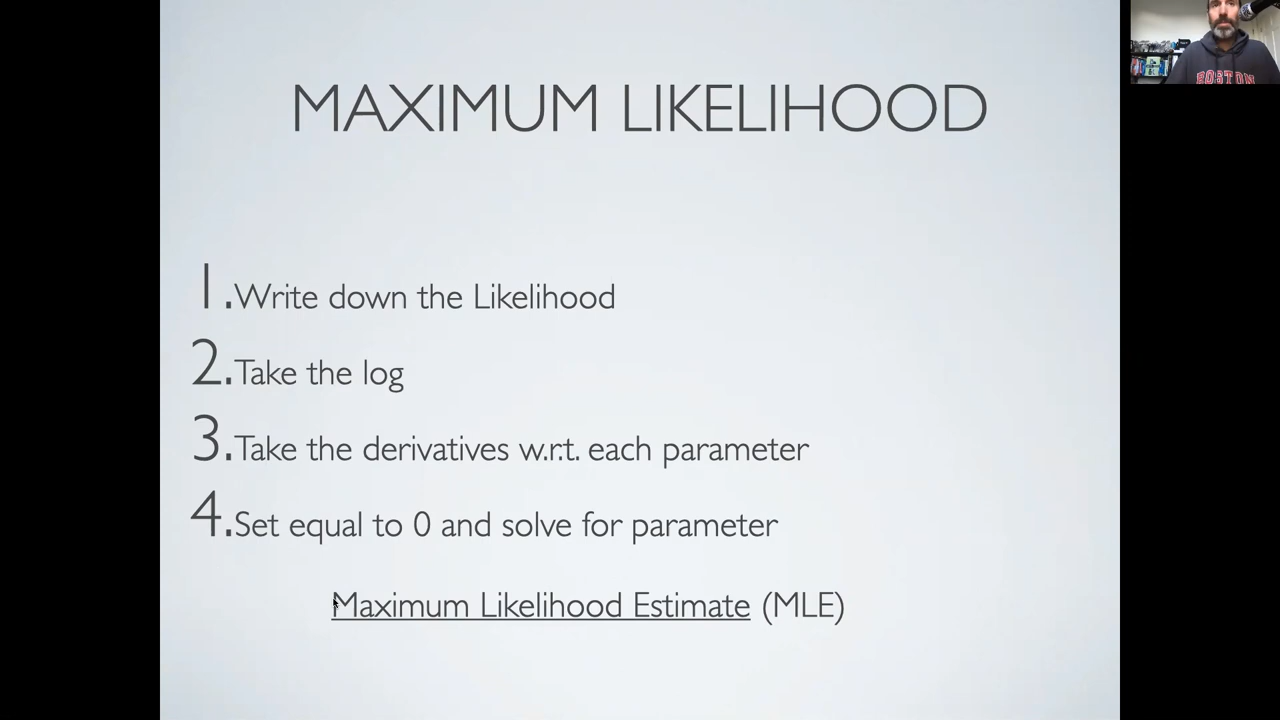 MAXIMUM LIKELIHOOD
1. Write down the Likelihood
2. Take the log
3. Take the derivatives w.r.t. each parameter
4. Set equal to 0 and solve for parameter
Maximum Likelihood Estimate (MLE)
BOSTON